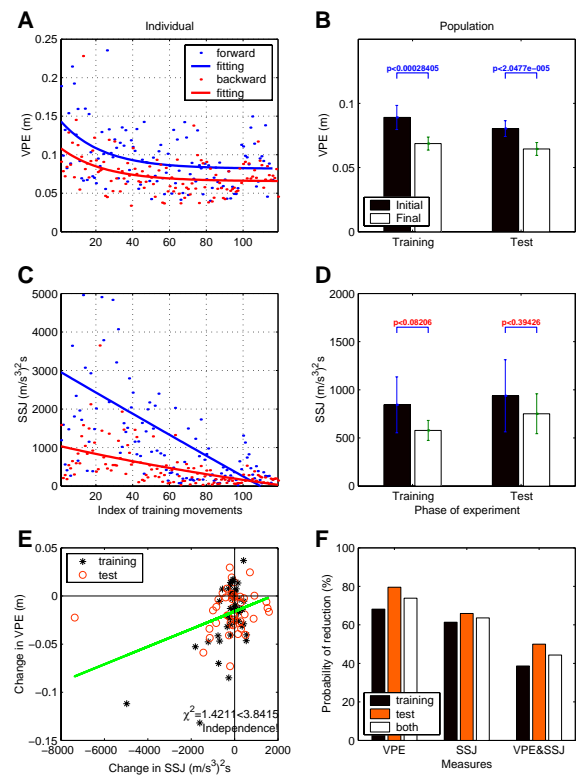 A
Individual
VPE (m)
0.25
0.2
0.15
0.1
0.05
0
20
40
60
80
100
forward
fitting
backward
fitting
B
Population
VPE (m)
0.1
0.05
0
p<0.00028405
p<2.0477e−005
Initial
Final
Training
Test
C
SSJ (m/s³)²s
5000
4000
3000
2000
1000
0
20
40
60
80
100
Index of training movements
D
SSJ (m/s³)²s
2000
1500
1000
500
0
p<0.08206
p<0.39426
Training
Test
Phase of experiment
E
Change in VPE (m)
0.05
0
−0.05
−0.1
−0.15
training
test
χ²=1.4211<3.8415
Independence!
−8000
−6000
−4000
−2000
0
2000
Change in SSJ (m/s³)²s
F
Probability of reduction (%)
100
80
60
40
20
0
training
test
both
VPE
SSJ
VPE&SSJ
Measures